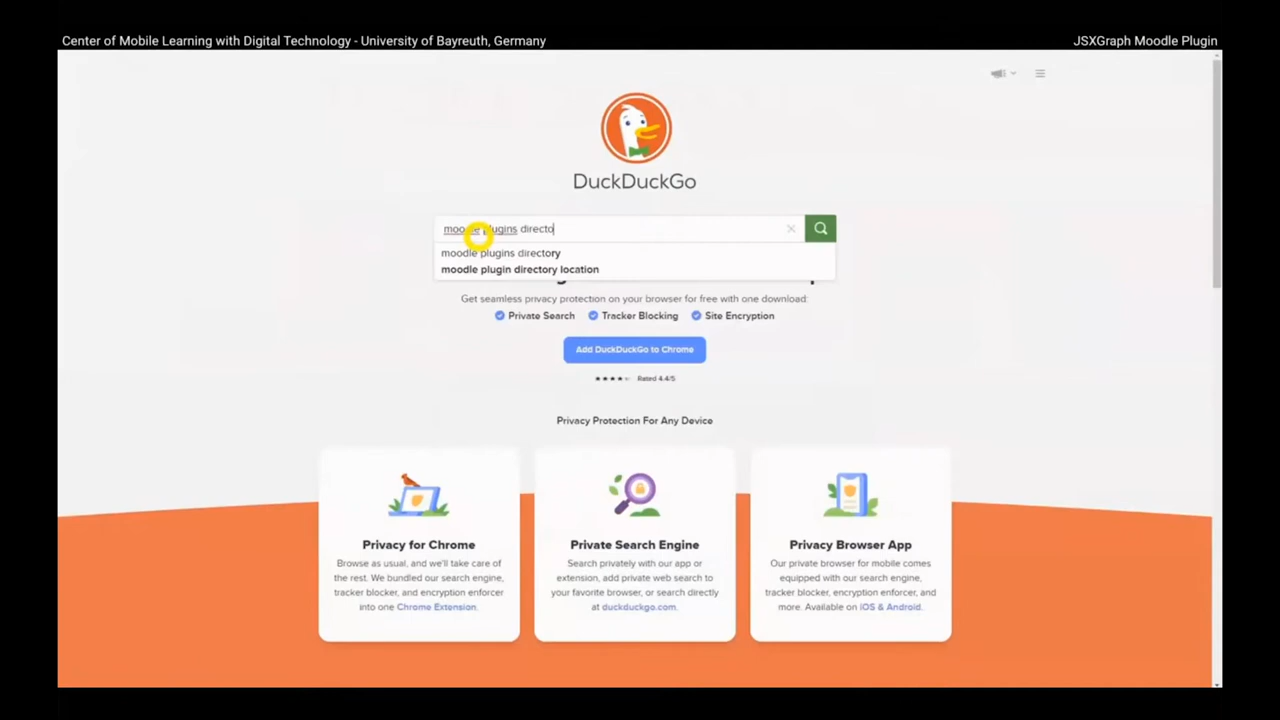 Center of Mobile Learning with Digital Technology - University of Bayreuth, Germany
JSXGraph Moodle Plugin
DuckDuckGo
moodle plugins directo
moodle plugins directory
moodle plugin directory location
Get seamless privacy protection on your browser for free with one download:
Private Search
Tracker Blocking
Site Encryption
Add DuckDuckGo to Chrome
Rated 4.4/5
Privacy Protection For Any Device
Privacy for Chrome
Browse as usual, and we'll take care of
the rest. We bundled our search engine,
tracker blocker, and encryption enforcer
into one Chrome Extension.
Private Search Engine
Search privately with our app or
extension, add private web search to
your favorite browser, or search directly
at duckduckgo.com.
Privacy Browser App
Our private browser for mobile comes
equipped with our search engine,
tracker blocker, encryption enforcer, and
more. Available on iOS & Android.